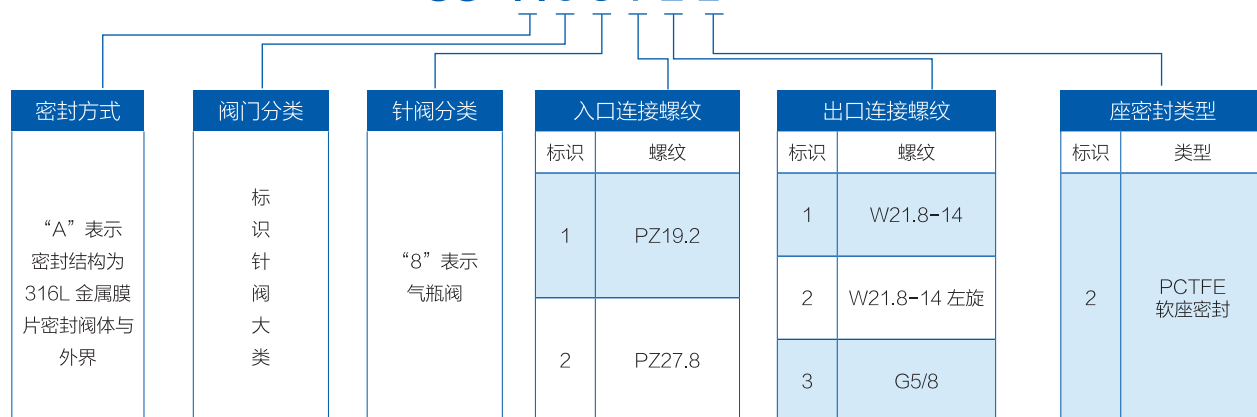 密封方式
阀门分类
针阀分类
入口连接螺纹
出口连接螺纹
座密封类型
标识 螺纹
标识 螺纹
标识 类型
“A”表示
密封结构为
316L 金属膜
片密封阀体与
外界
标
识
针
阀
大
类
“8”表示
气瓶阀
1 PZ19.2
2 PZ27.8
1 W21.8-14
2 W21.8-14 左旋
3 G5/8
2 PCTFE
软座密封